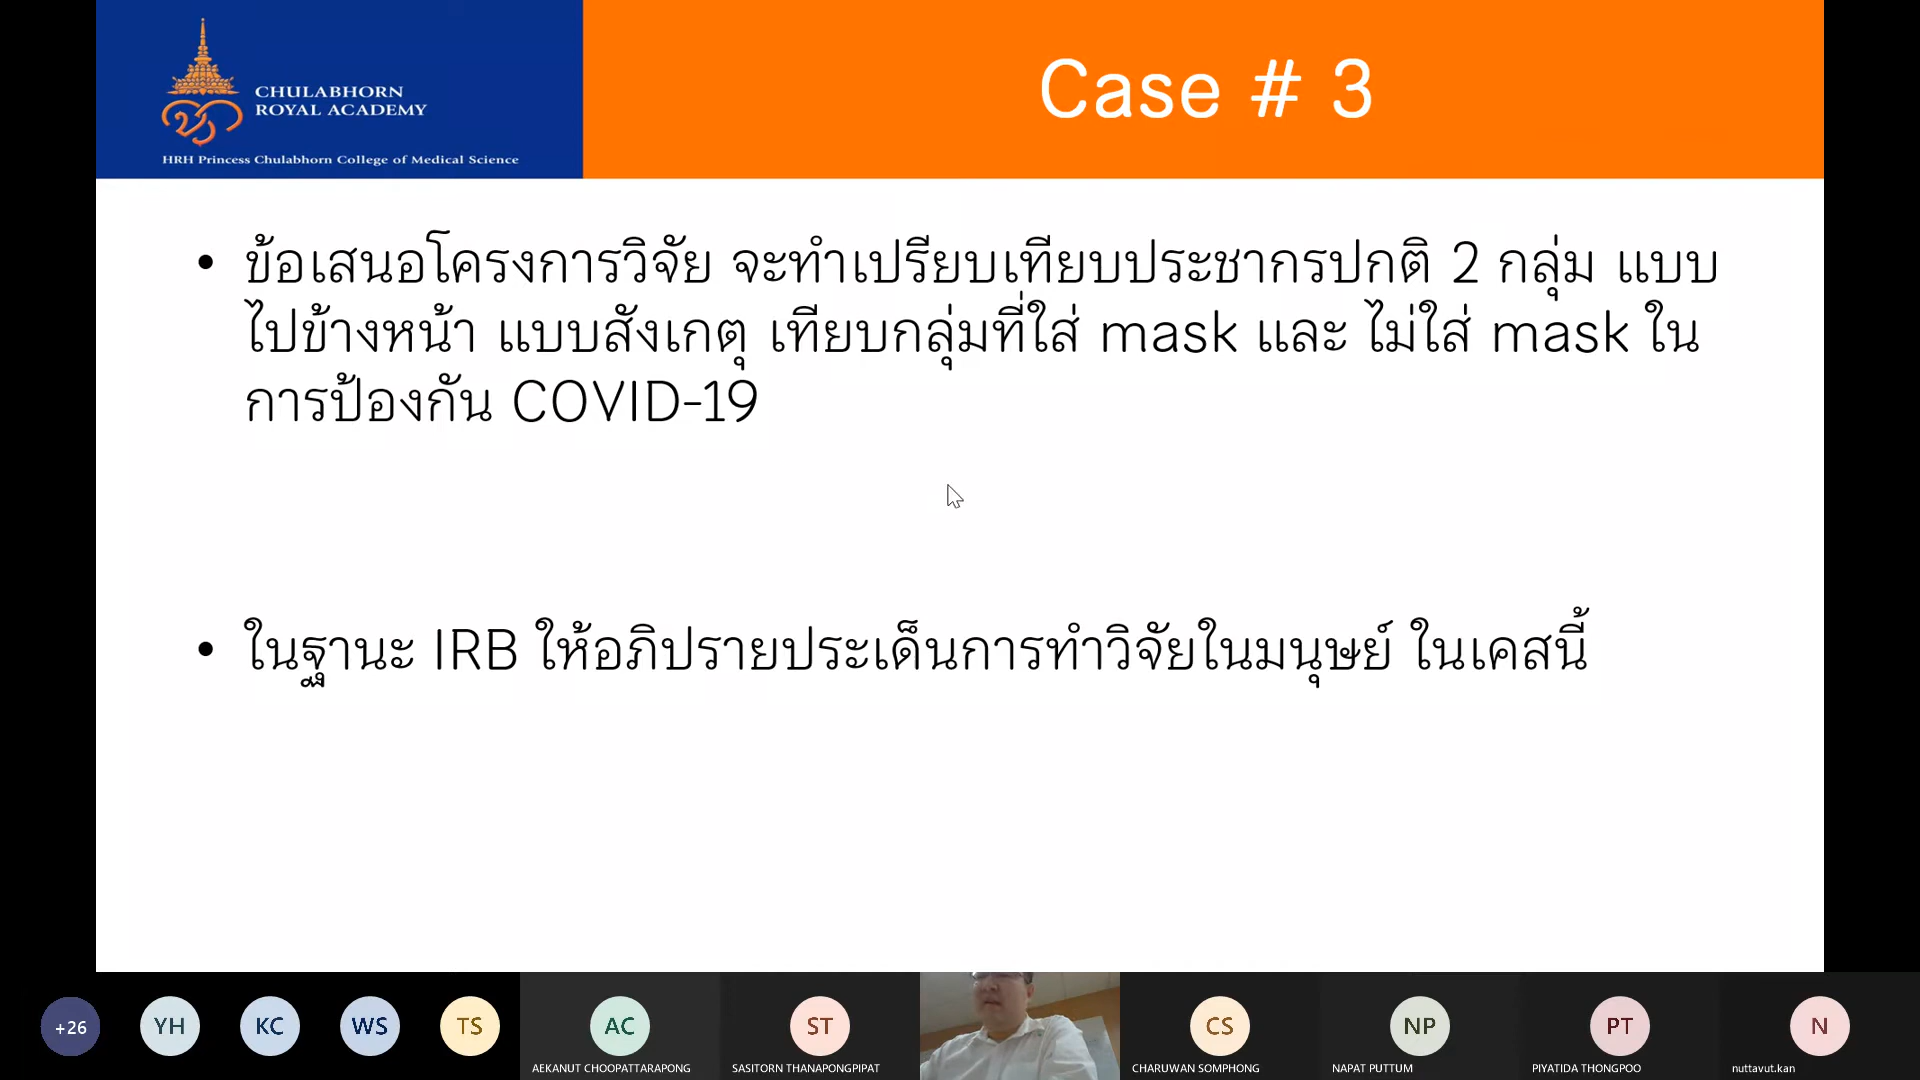 CHULABHORN
ROYAL ACADEMY
HRH Princess Chulabhorn College of Medical Science
Case # 3
• ข้อเสนอโครงการวิจัย จะทำเปรียบเทียบประชากรปกติ 2 กลุ่ม แบบ
ไปข้างหน้า แบบสังเกตุ เทียบกลุ่มที่ใส่ mask และ ไม่ใส่ mask ใน
การป้องกัน COVID-19
• ในฐานะ IRB ให้อภิปรายประเด็นการทำวิจัยในมนุษย์ ในเคสนี้
+26
YH
KC
WS
TS
AC
ST
CS
NP
PT
N
AEKANUT CHOOPATTARAPONG
SASITORN THANAPONGPIPAT
CHARUWAN SOMPHONG
NAPAT PUTTUM
PIYATIDA THONGPOO
nuttavut.kan